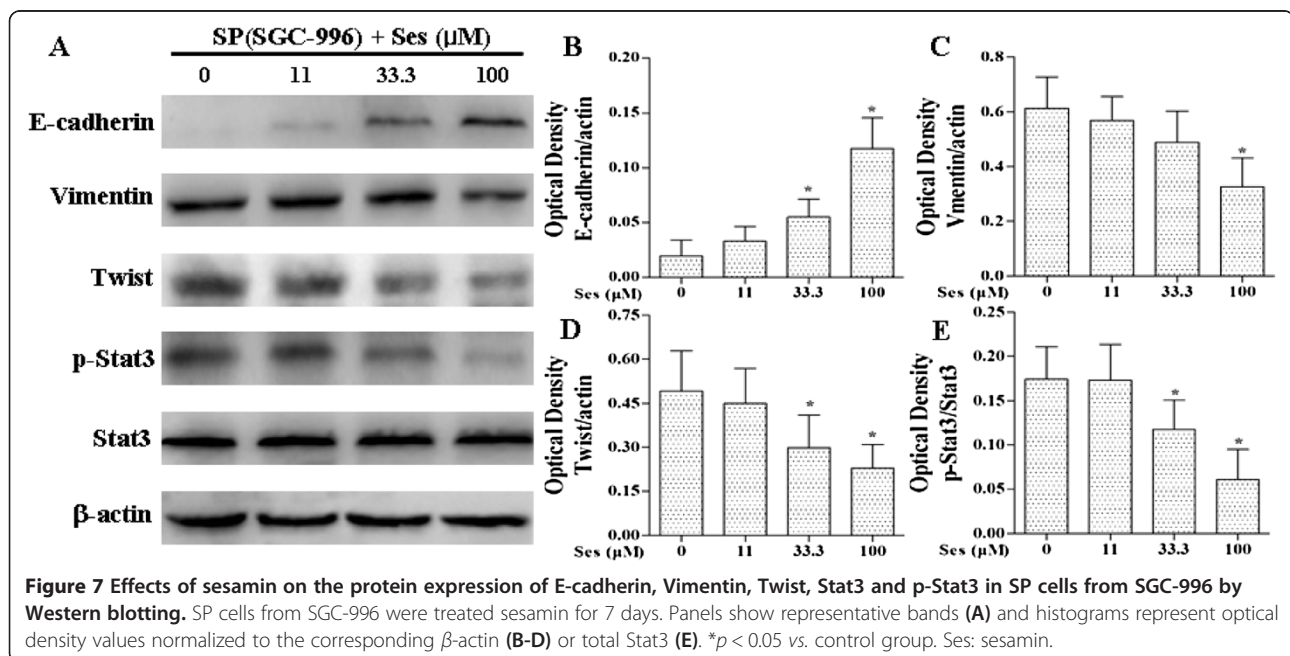 A
SP(SGC-996) + Ses (μM)
0 11 33.3 100
E-cadherin
Vimentin
Twist
p-Stat3
Stat3
β-actin
B
Optical Density
E-cadherin/actin
0.20
0.15
0.10
0.05
0.00
* *
Ses (μM) 0 11 33.3 100
C
Optical Density
Vmentin/actin
0.8
0.6
0.4
0.2
0.0
*
Ses (μM) 0 11 33.3 100
D
Optical Density
Twist/actin
0.75
0.60
0.45
0.30
0.15
0.00
* *
Ses (μM) 0 11 33.3 100
E
Optical Density
p-Stat3/Stat3
0.25
0.20
0.15
0.10
0.05
0.00
* *
Ses (μM) 0 11 33.3 100
Figure 7 Effects of sesamin on the protein expression of E-cadherin, Vimentin, Twist, Stat3 and p-Stat3 in SP cells from SGC-996 by
Western blotting. SP cells from SGC-996 were treated sesamin for 7 days. Panels show representative bands (A) and histograms represent optical
density values normalized to the corresponding β-actin (B-D) or total Stat3 (E). *p < 0.05 vs. control group. Ses: sesamin.